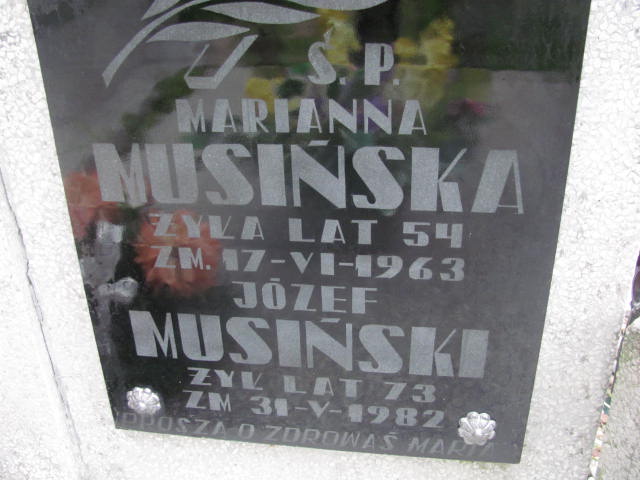 Ś. P.
MARIANNA
MUSIŃSKA
ŻYŁA LAT 54
ZM. 17-VI-1963
JÓZEF
MUSIŃSKI
ŻYŁ LAT 73
ZM 31-V-1982
PROSZĄ O ZDROWAŚ MARIA